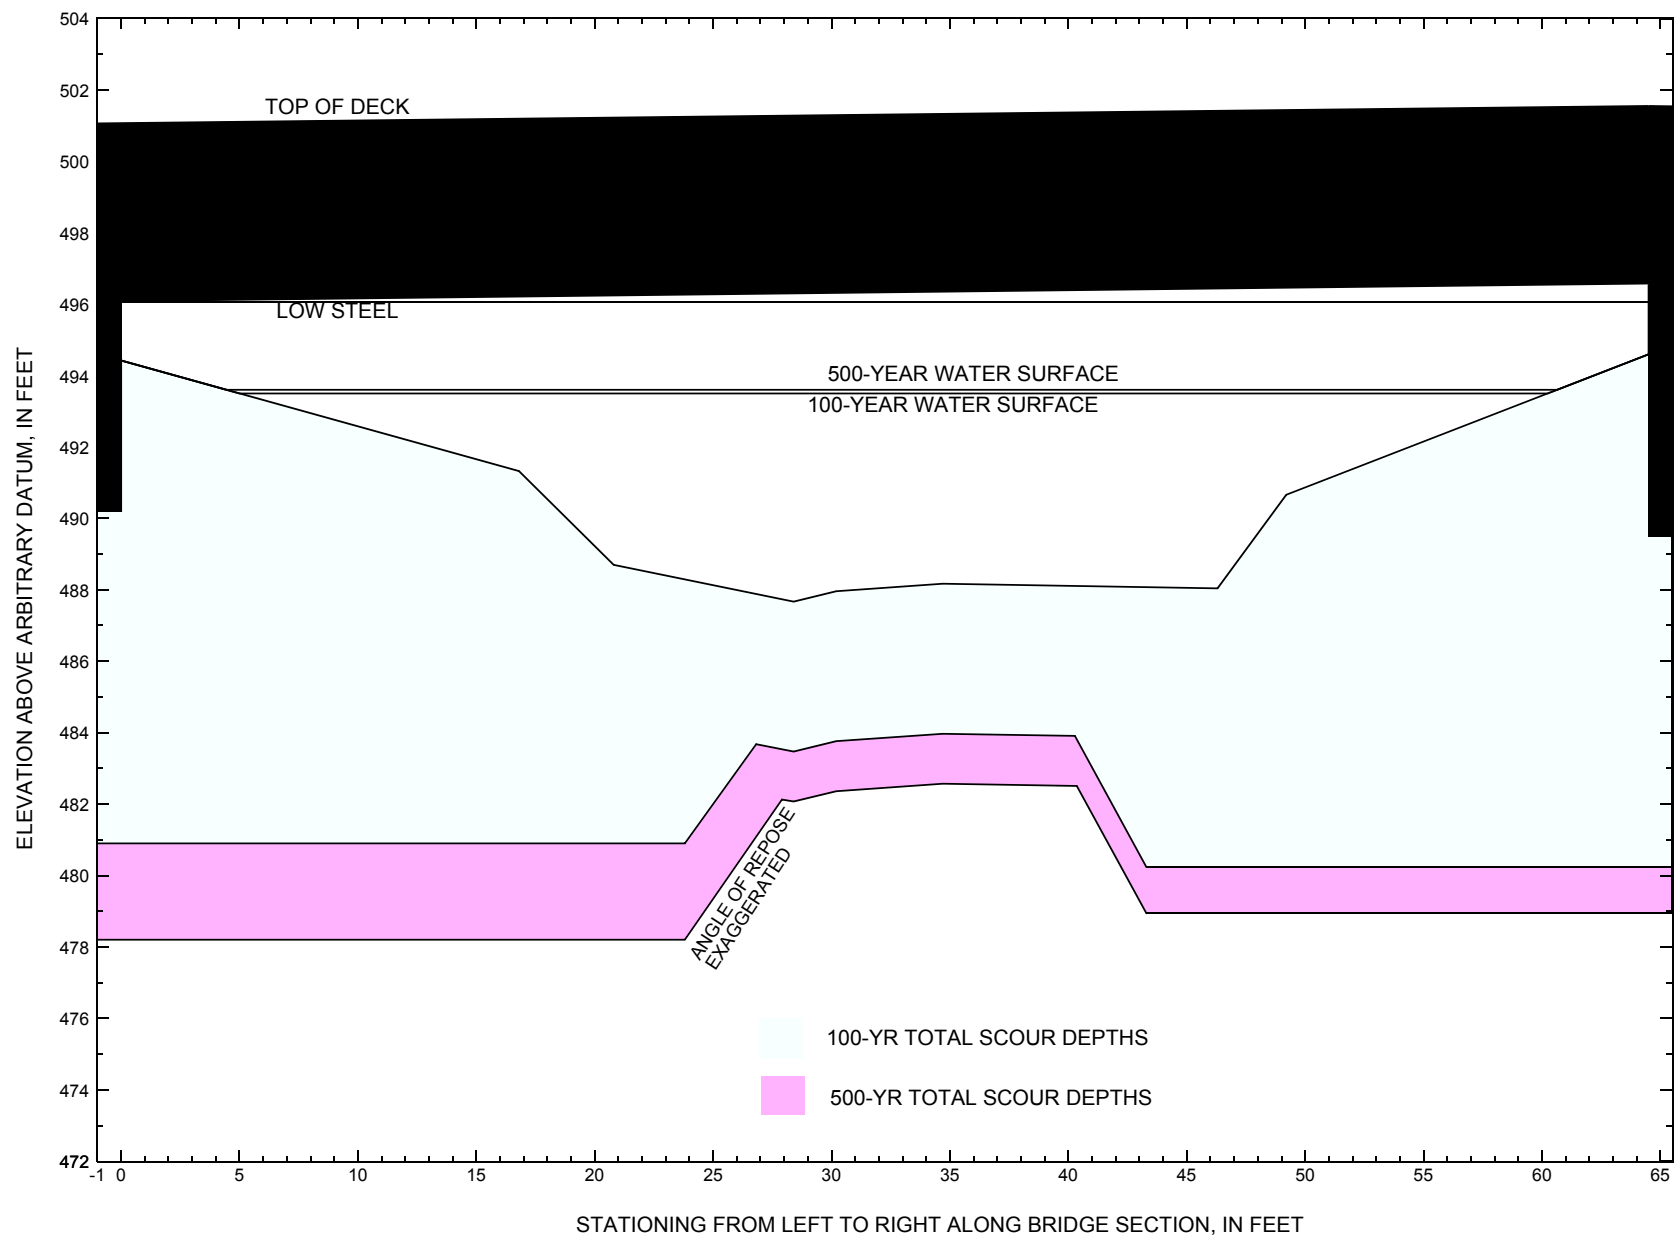 504
502
500
498
496
494
492
490
488
486
484
482
480
478
476
474
472
ELEVATION ABOVE ARBITRARY DATUM, IN FEET
TOP OF DECK
LOW STEEL
500-YEAR WATER SURFACE
100-YEAR WATER SURFACE
ANGLE OF REPOSE
EXAGGERATED
100-YR TOTAL SCOUR DEPTHS
500-YR TOTAL SCOUR DEPTHS
-1 0 5 10 15 20 25 30 35 40 45 50 55 60 65
STATIONING FROM LEFT TO RIGHT ALONG BRIDGE SECTION, IN FEET